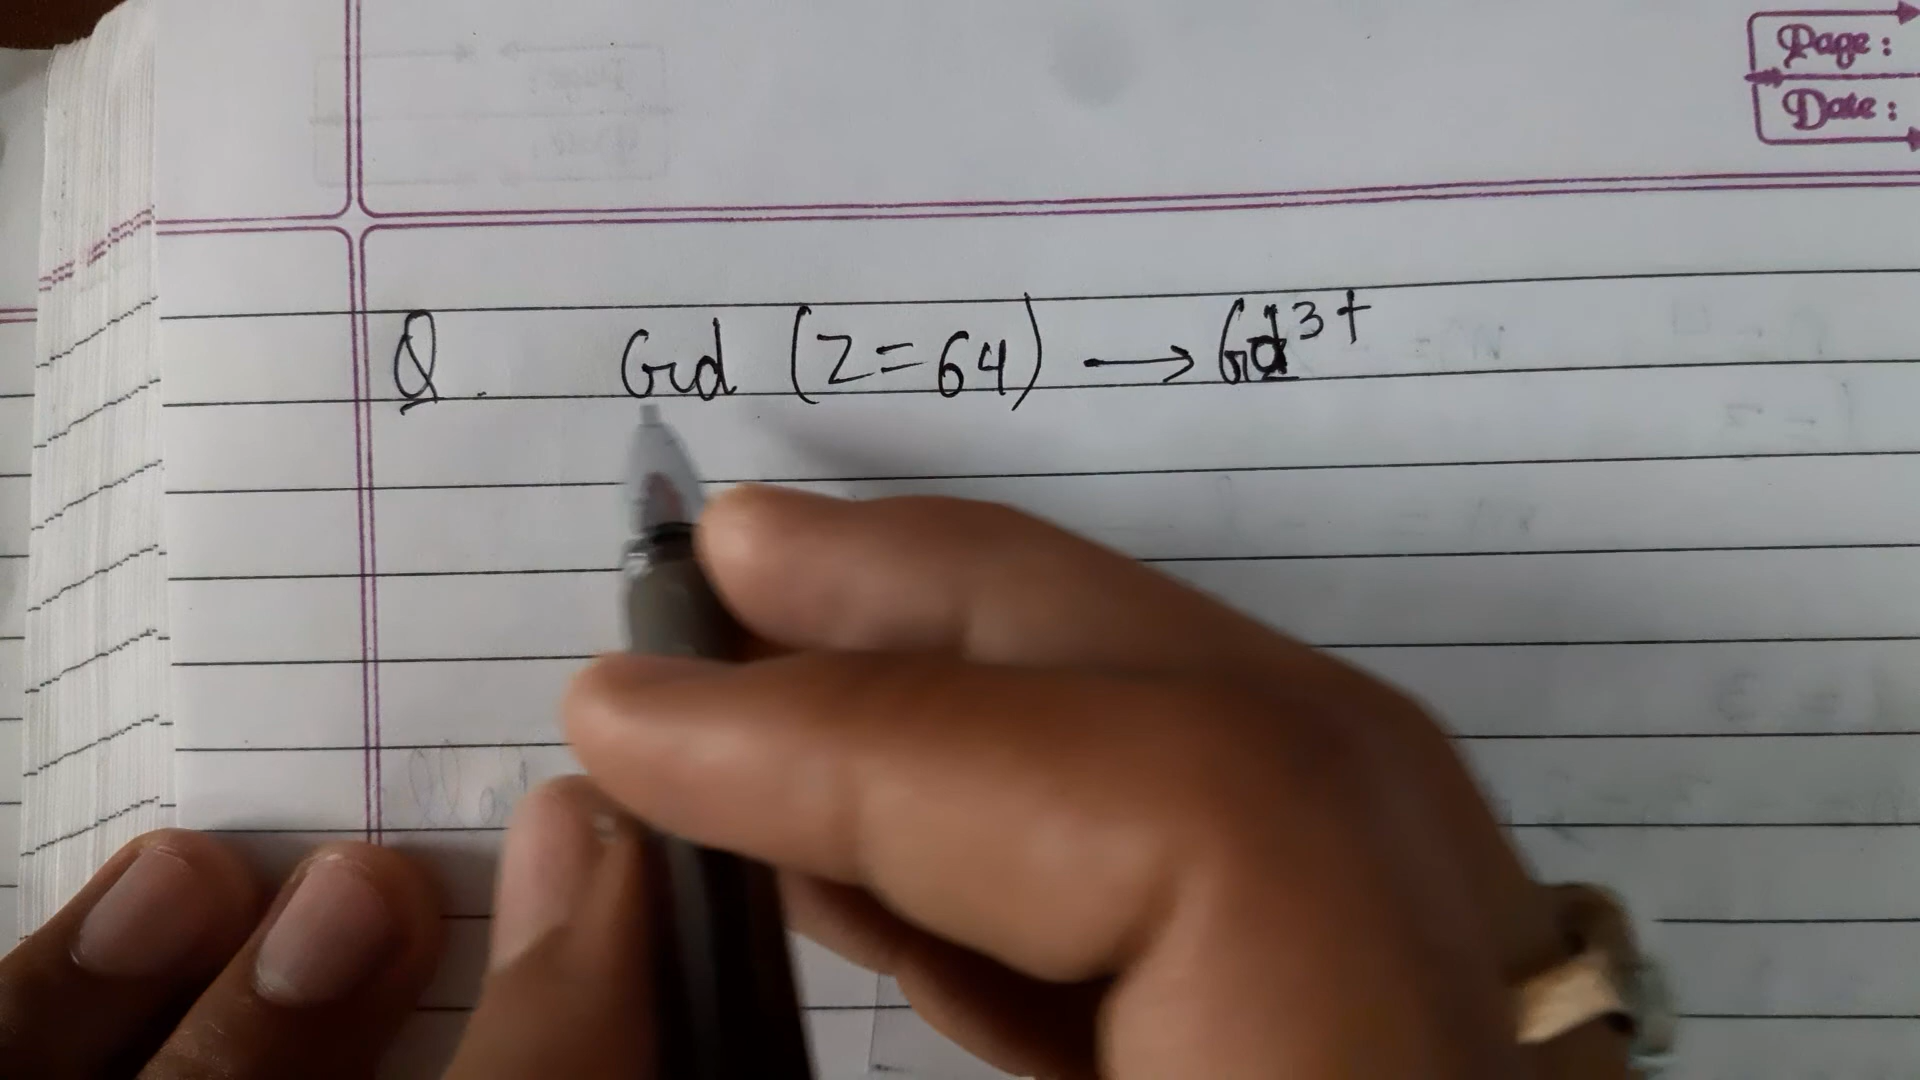 Page :
Date :
Q. Gd (Z=64) → Gd³⁺